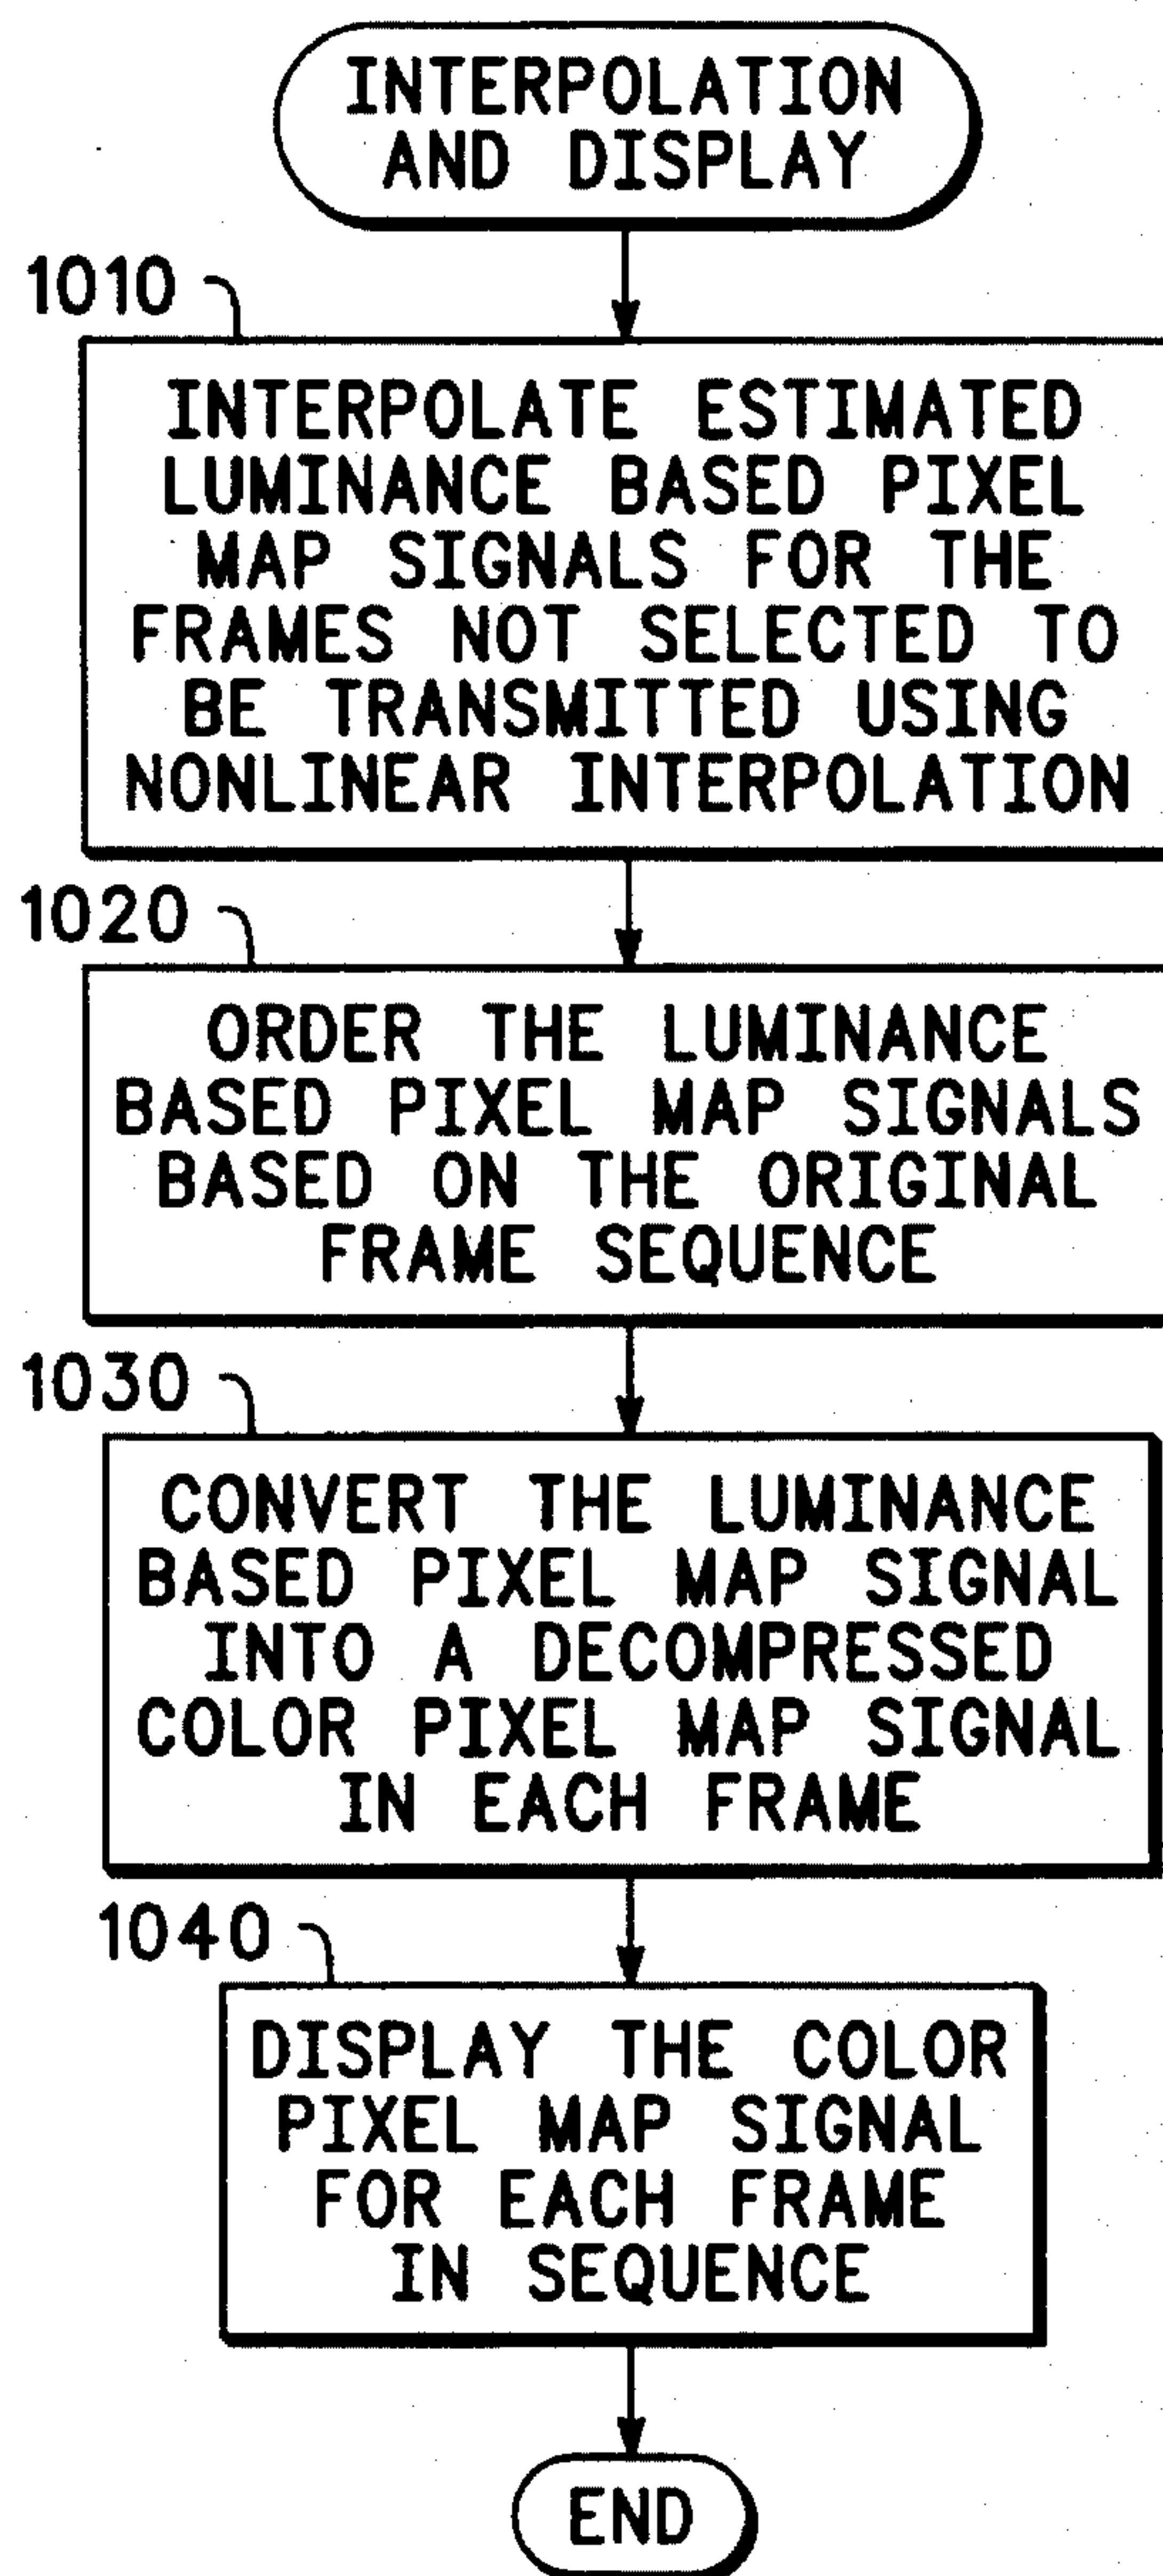 INTERPOLATION
AND DISPLAY
1010
INTERPOLATE ESTIMATED
LUMINANCE BASED PIXEL
MAP SIGNALS FOR THE
FRAMES NOT SELECTED TO
BE TRANSMITTED USING
NONLINEAR INTERPOLATION
1020
ORDER THE LUMINANCE
BASED PIXEL MAP SIGNALS
BASED ON THE ORIGINAL
FRAME SEQUENCE
1030
CONVERT THE LUMINANCE
BASED PIXEL MAP SIGNAL
INTO A DECOMPRESSED
COLOR PIXEL MAP SIGNAL
IN EACH FRAME
1040
DISPLAY THE COLOR
PIXEL MAP SIGNAL
FOR EACH FRAME
IN SEQUENCE
END